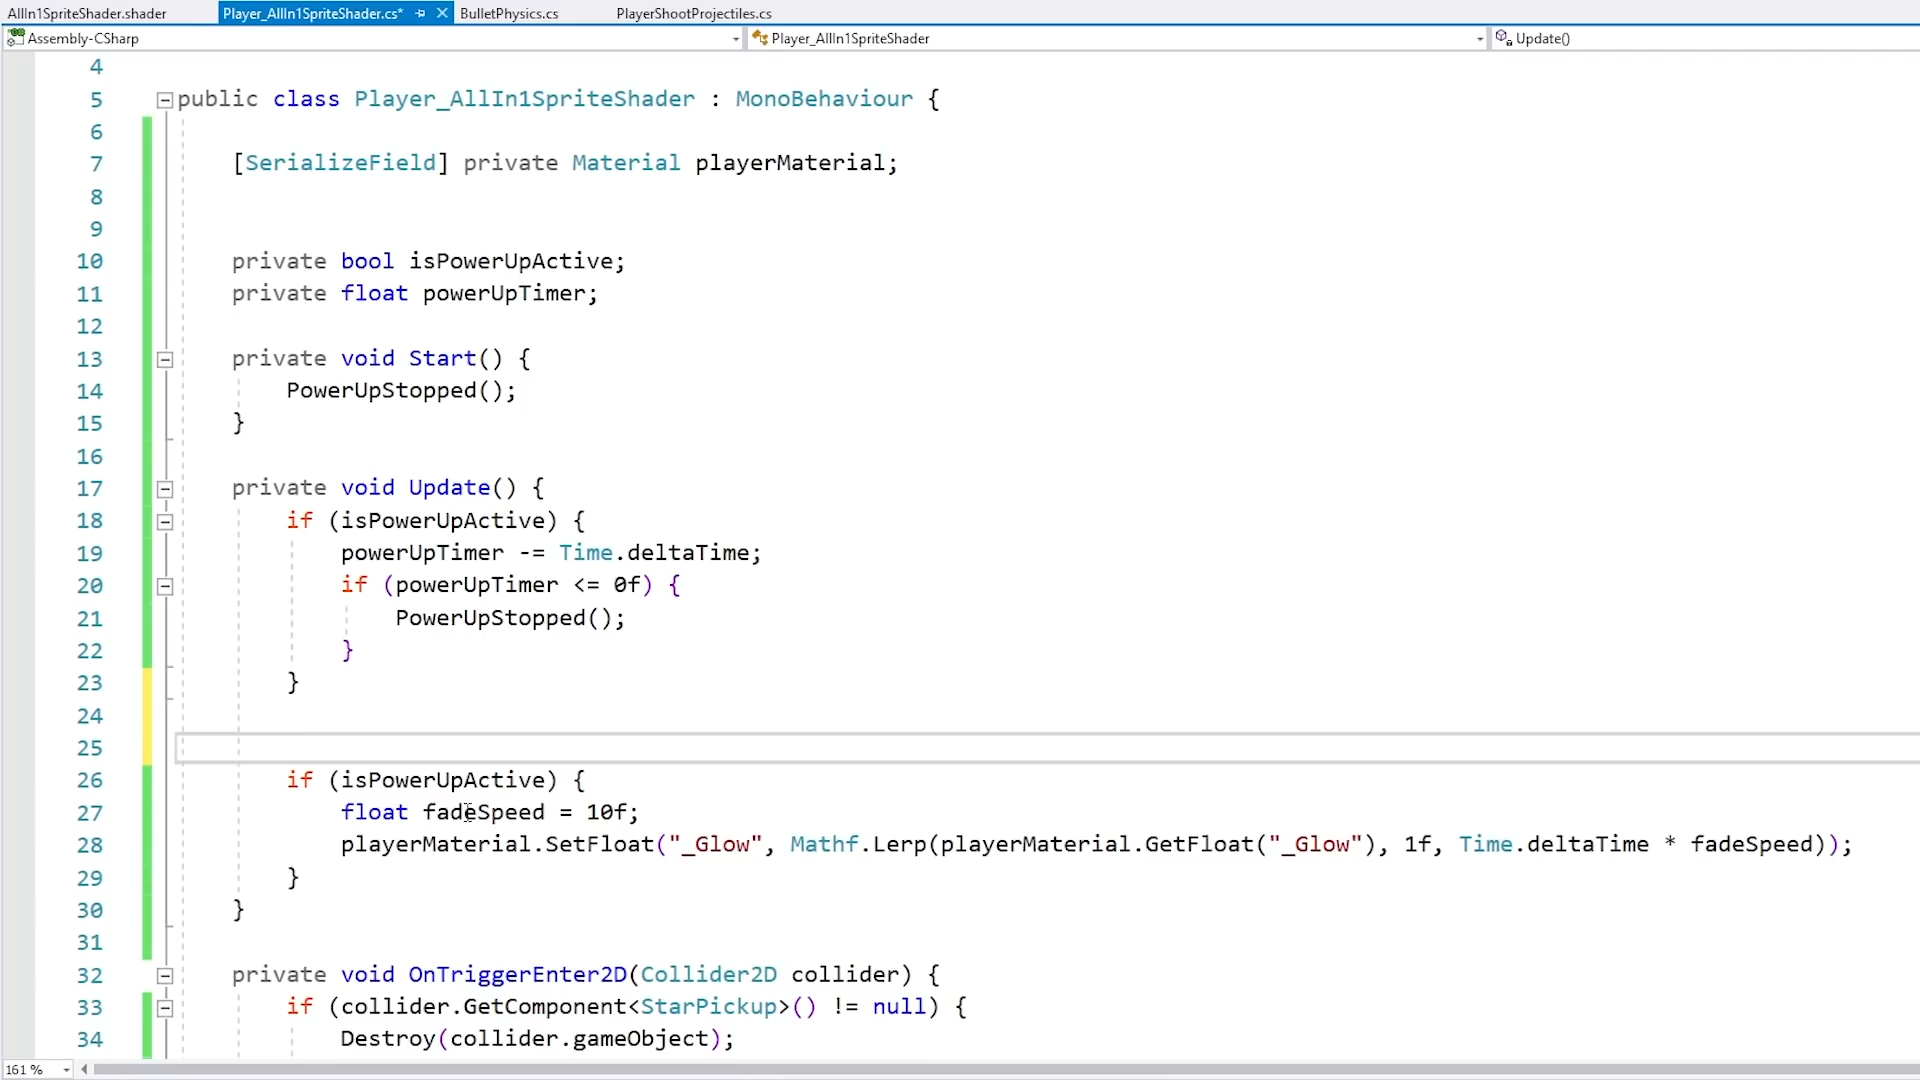 AllIn1SpriteShader.shader
Player_AllIn1SpriteShader.cs*
BulletPhysics.cs
PlayerShootProjectiles.cs
Assembly-CSharp
Player_AllIn1SpriteShader
Update()
4
5 public class Player_AllIn1SpriteShader : MonoBehaviour {
6
7 [SerializeField] private Material playerMaterial;
8
9
10 private bool isPowerUpActive;
11 private float powerUpTimer;
12
13 private void Start() {
14 PowerUpStopped();
15 }
16
17 private void Update() {
18 if (isPowerUpActive) {
19 powerUpTimer -= Time.deltaTime;
20 if (powerUpTimer <= 0f) {
21 PowerUpStopped();
22 }
23 }
24
25
26 if (isPowerUpActive) {
27 float fadeSpeed = 10f;
28 playerMaterial.SetFloat("_Glow", Mathf.Lerp(playerMaterial.GetFloat("_Glow"), 1f, Time.deltaTime * fadeSpeed));
29 }
30 }
31
32 private void OnTriggerEnter2D(Collider2D collider) {
33 if (collider.GetComponent<StarPickup>() != null) {
34 Destroy(collider.gameObject);
161 %